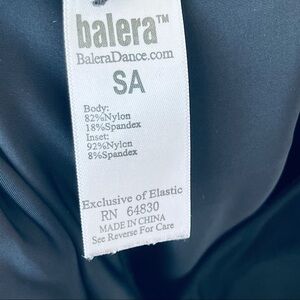 balera™
BaleraDance.com
SA
Body:
82%Nylon
18%Spandex
Inset:
92%Nylon
8%Spandex
Exclusive of Elastic
RN 64830
MADE IN CHINA
See Reverse For Care